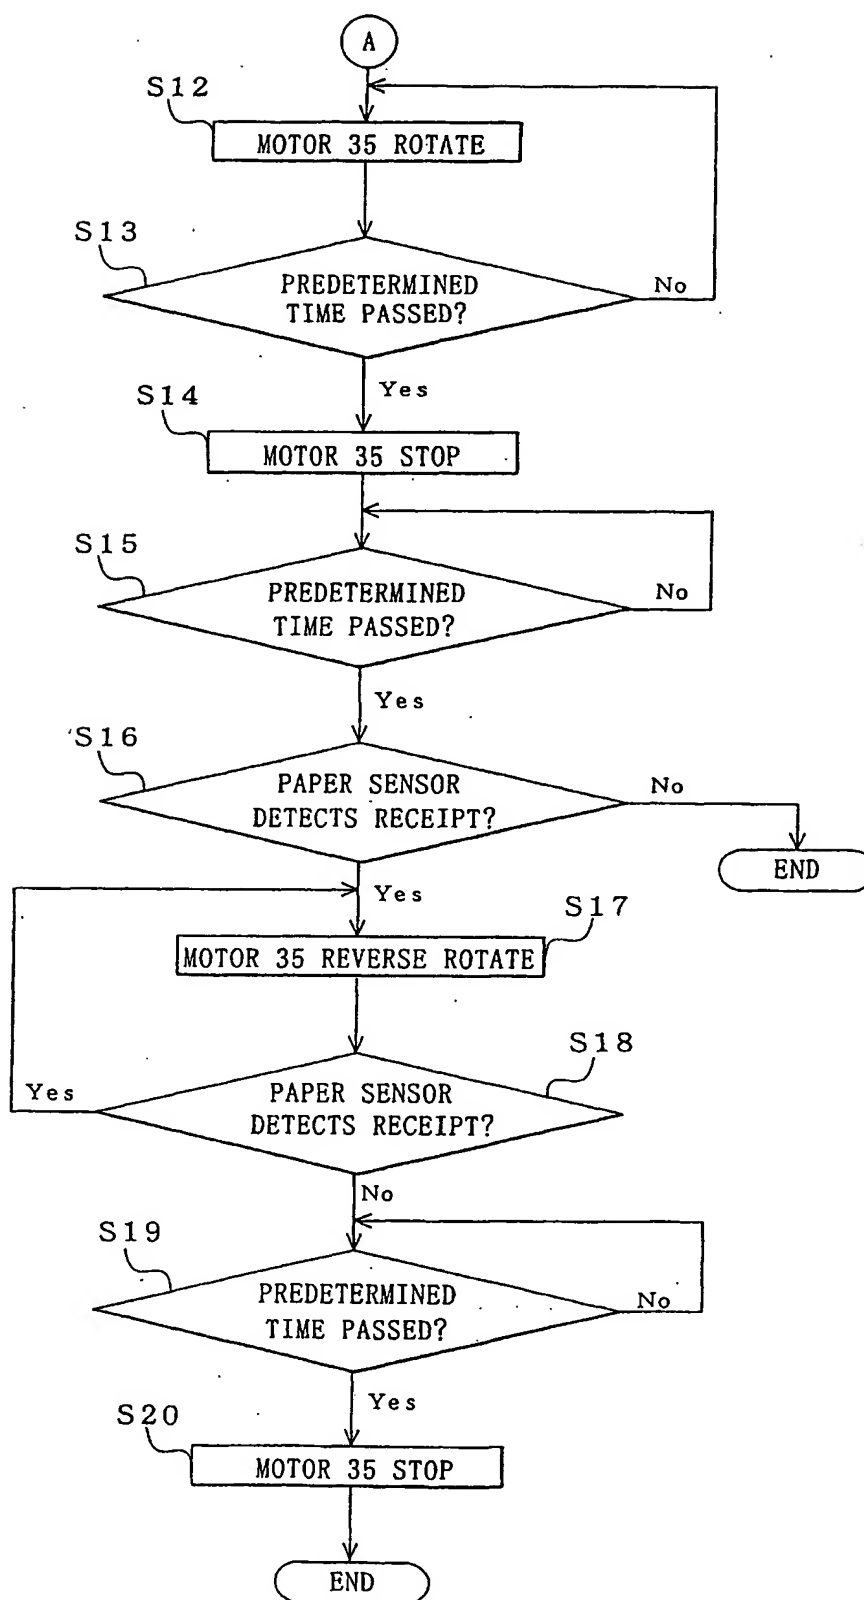 A
S12
MOTOR 35 ROTATE
S13
PREDETERMINED
TIME PASSED?
No
Yes
S14
MOTOR 35 STOP
S15
PREDETERMINED
TIME PASSED?
No
Yes
S16
PAPER SENSOR
DETECTS RECEIPT?
No
END
Yes
S17
MOTOR 35 REVERSE ROTATE
S18
PAPER SENSOR
DETECTS RECEIPT?
Yes
No
S19
PREDETERMINED
TIME PASSED?
No
Yes
S20
MOTOR 35 STOP
END